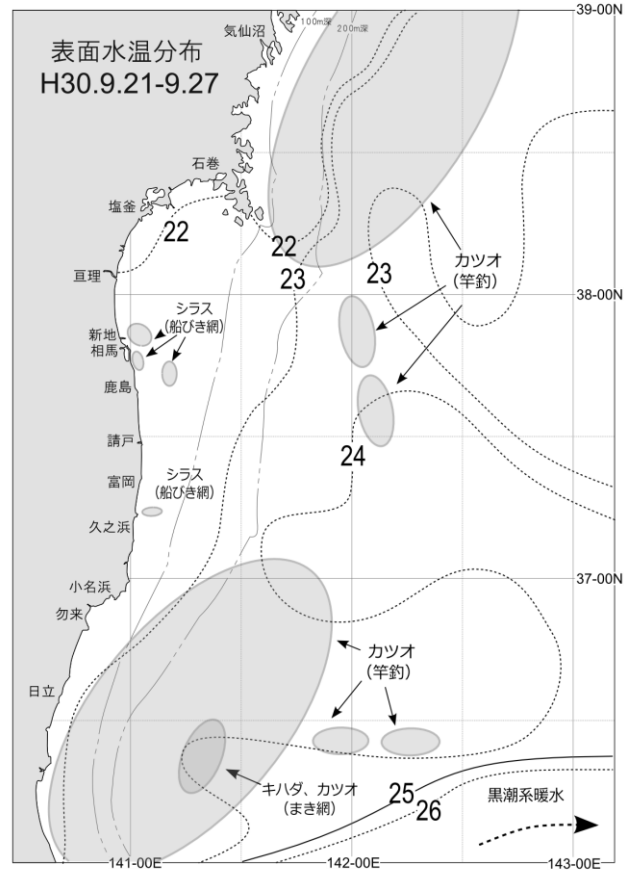 39-00N
気仙沼
100m深
200m深
表面水温分布
H30.9.21-9.27
石巻
塩釜
22
22
カツオ
(竿釣)
亘理
23
23
38-00N
シラス
(船びき網)
新地
相馬
鹿島
請戸
24
シラス
(船びき網)
富岡
久之浜
37-00N
小名浜
勿来
カツオ
(竿釣)
日立
キハダ、カツオ
(まき網)
25
26
黒潮系暖水
141-00E
142-00E
143-00E